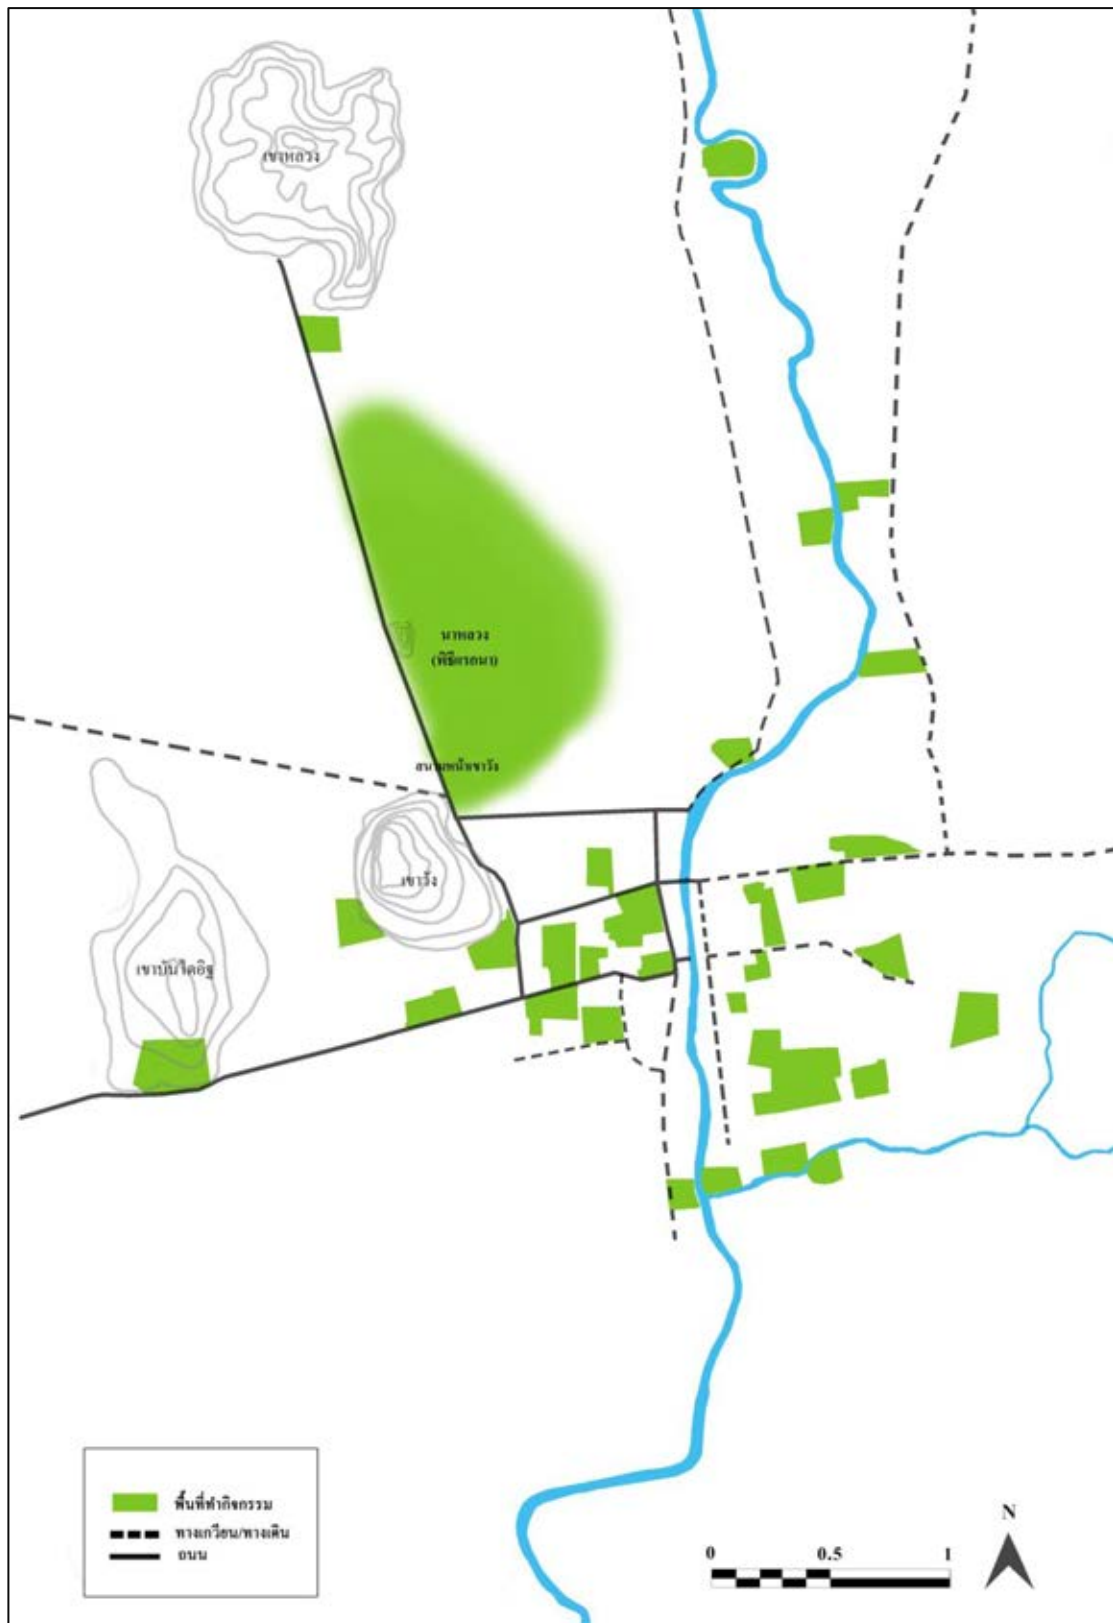 เขาหลวง
นาหลวง
(พิธีแรกนา)
สนามหน้าเขาวัง
เขาวัง
เขาบันไดอิฐ
พื้นที่ทำกิจกรรม
ทางเกวียน/ทางเดิน
ถนน
0 0.5 1
N